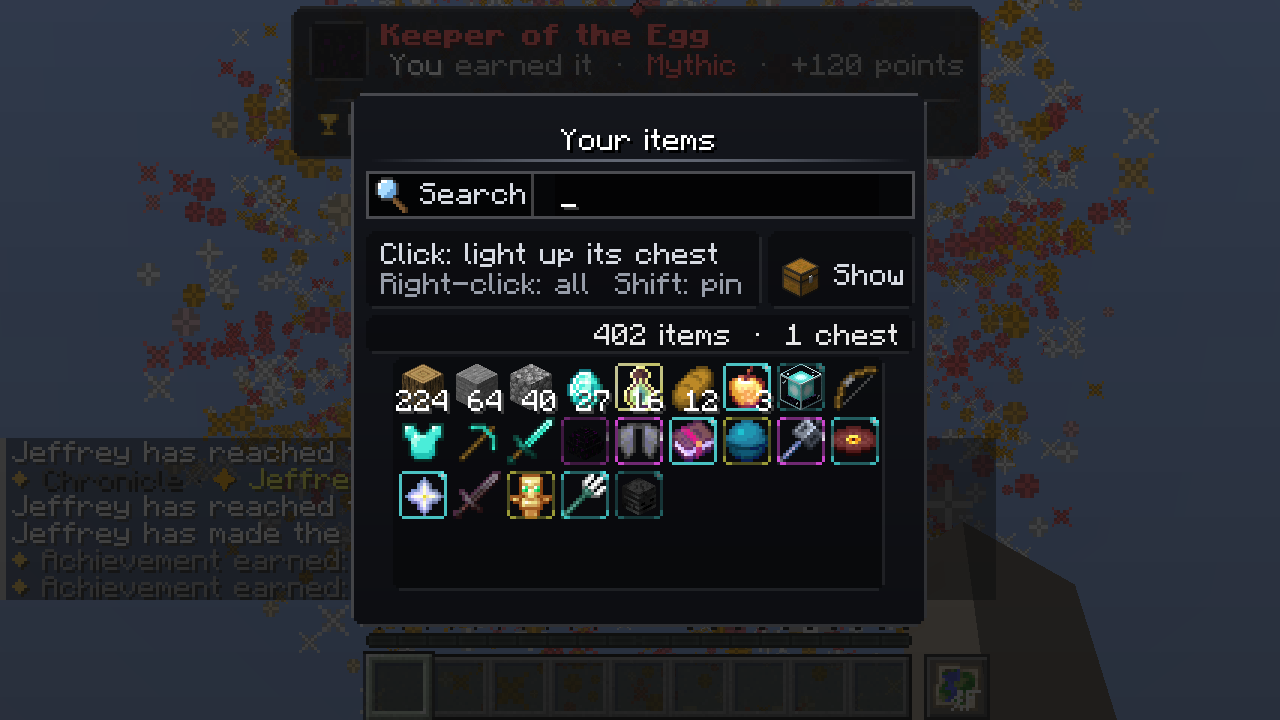 Keeper of the Egg
You earned it · Mythic · +120 points
Your items
Search _
Click: light up its chest
Right-click: all Shift: pin
Show
402 items · 1 chest
224 64 40 27 16 12 3
Jeffrey has reached
Chronicle · Jeffre
Jeffrey has reached
Jeffrey has made the
Achievement earned:
Achievement earned: